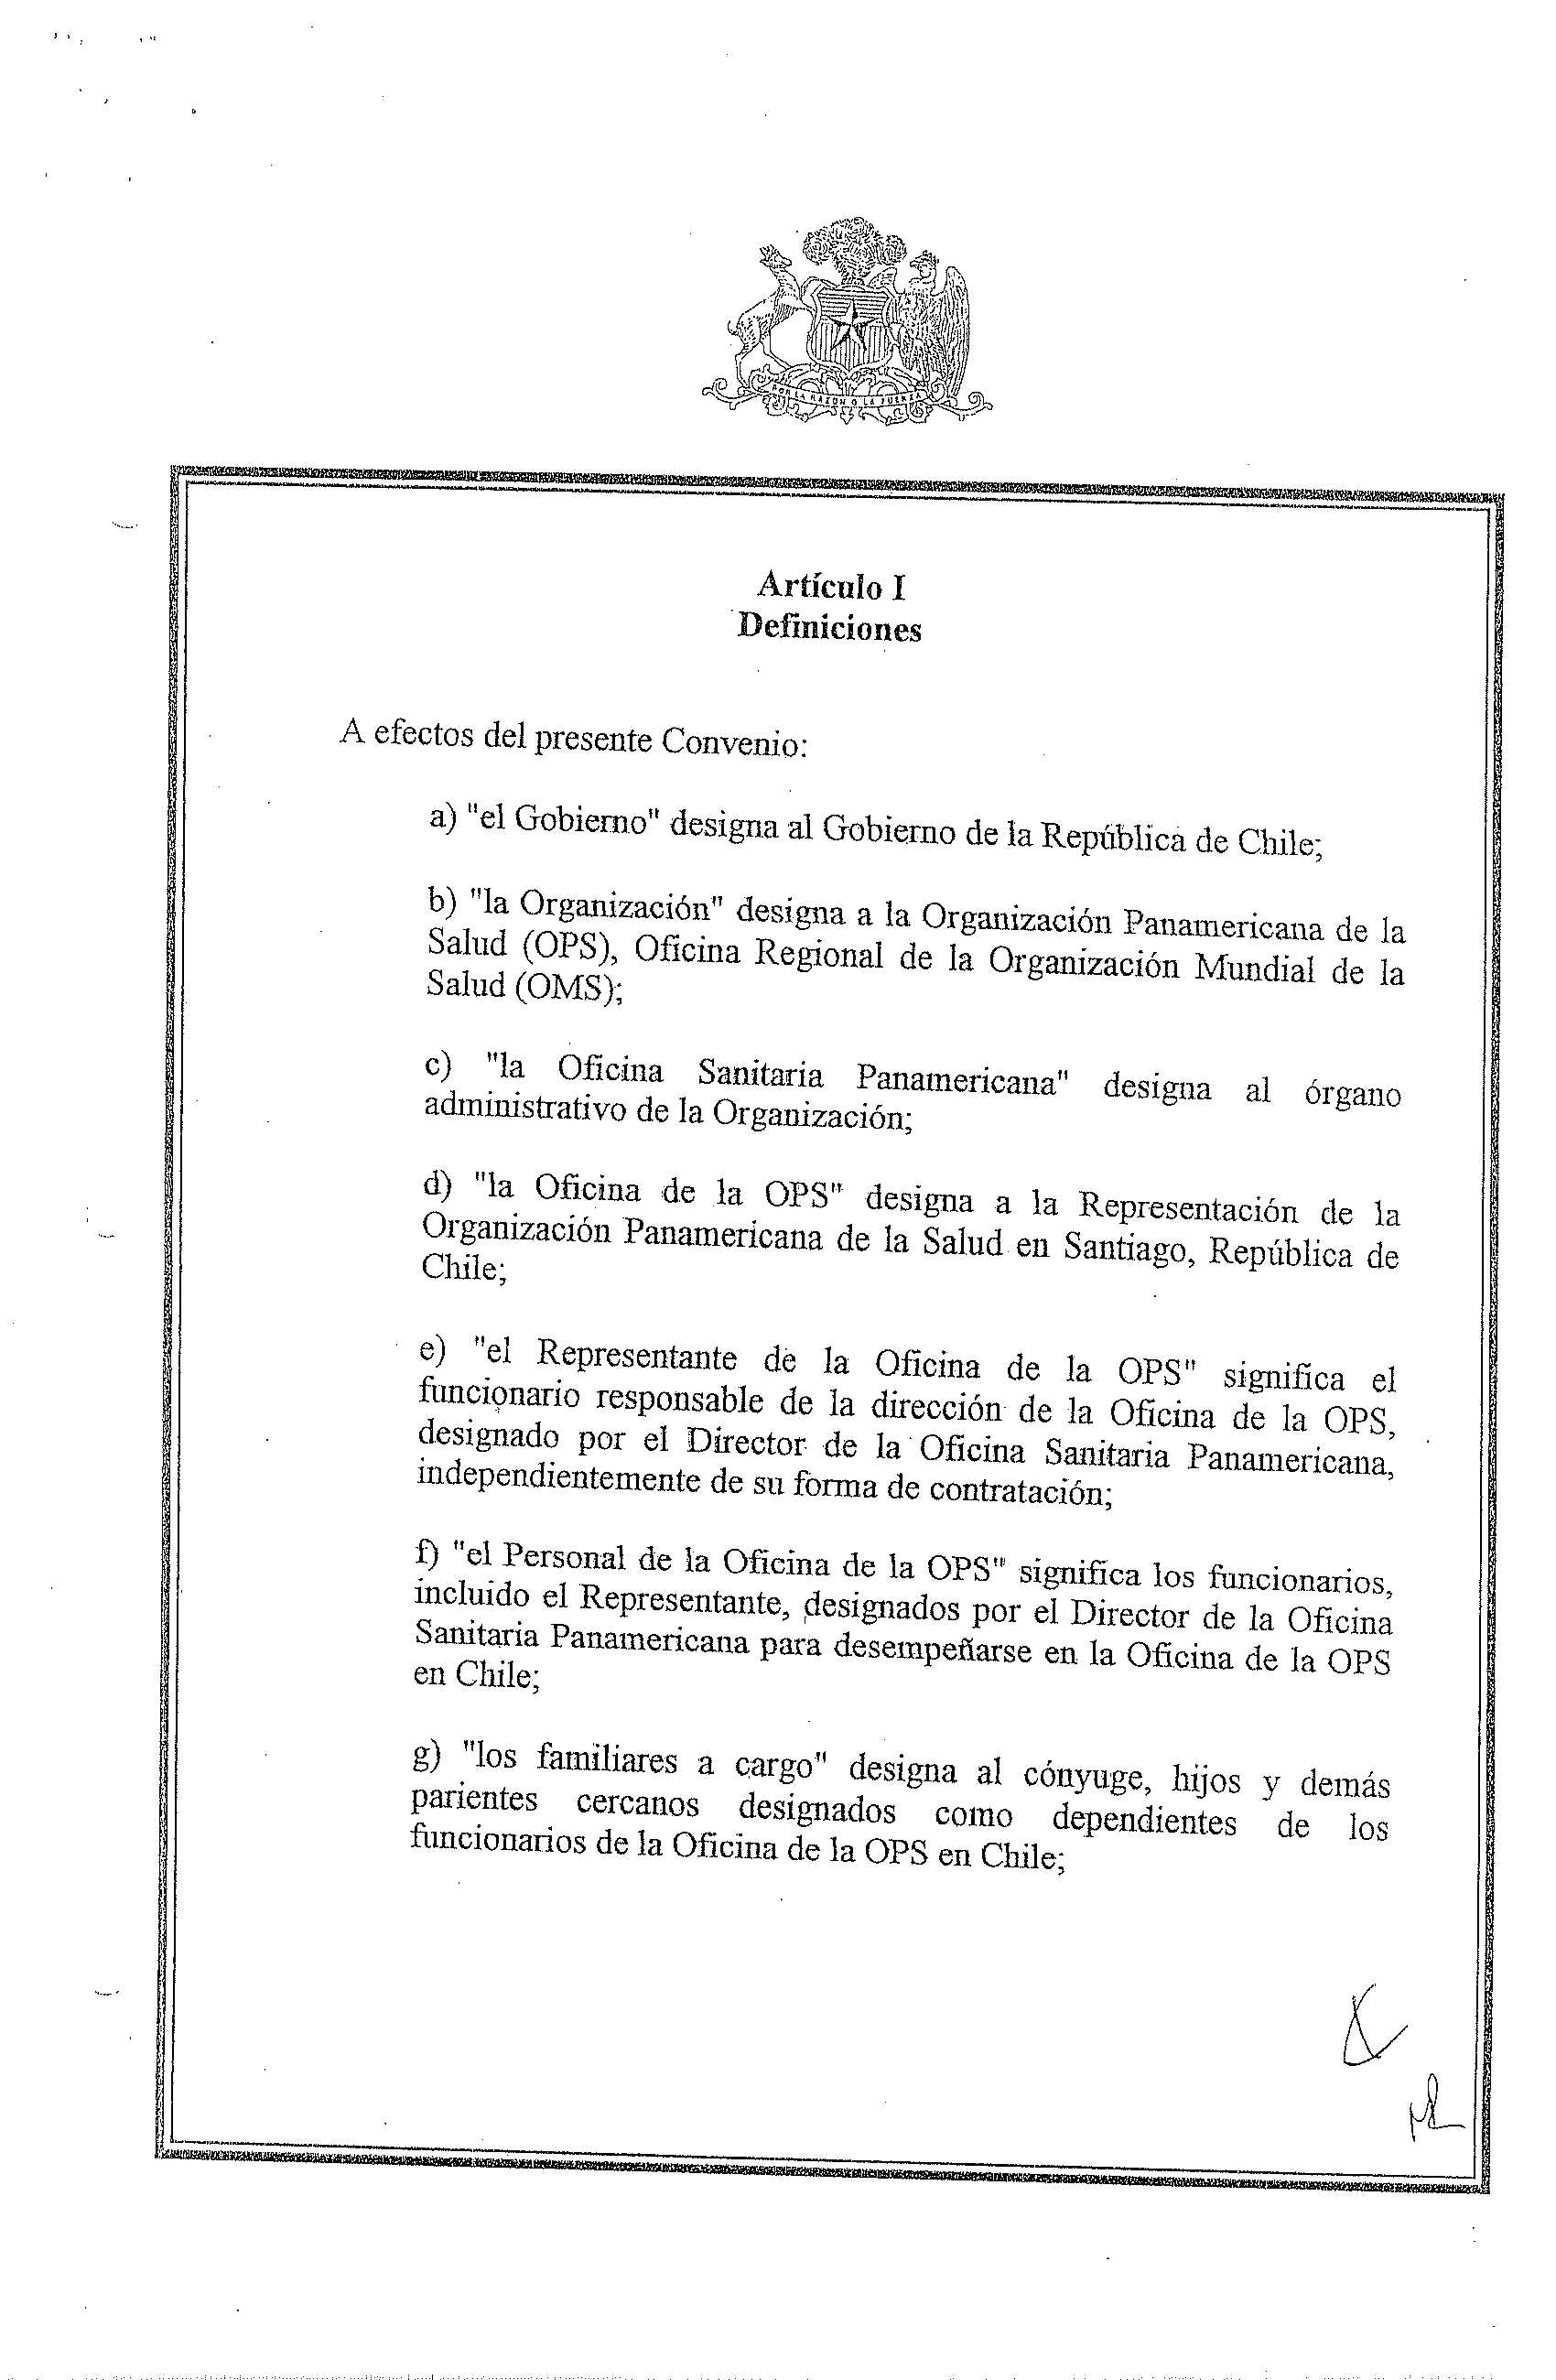 POR LA RAZON O LA FUERZA
Artículo I
Definiciones
A efectos del presente Convenio:
a) "el Gobierno" designa al Gobierno de la República de Chile;
b) "la Organización" designa a la Organización Panamericana de la
Salud (OPS), Oficina Regional de la Organización Mundial de la
Salud (OMS);
c) "la Oficina Sanitaria Panamericana" designa al órgano
administrativo de la Organización;
d) "la Oficina de la OPS" designa a la Representación de la
Organización Panamericana de la Salud en Santiago, República de
Chile;
e) "el Representante de la Oficina de la OPS" significa el
funcionario responsable de la dirección de la Oficina de la OPS,
designado por el Director de la Oficina Sanitaria Panamericana,
independientemente de su forma de contratación;
f) "el Personal de la Oficina de la OPS" significa los funcionarios,
incluido el Representante, designados por el Director de la Oficina
Sanitaria Panamericana para desempeñarse en la Oficina de la OPS
en Chile;
g) "los familiares a cargo" designa al cónyuge, hijos y demás
parientes cercanos designados como dependientes de los
funcionarios de la Oficina de la OPS en Chile;